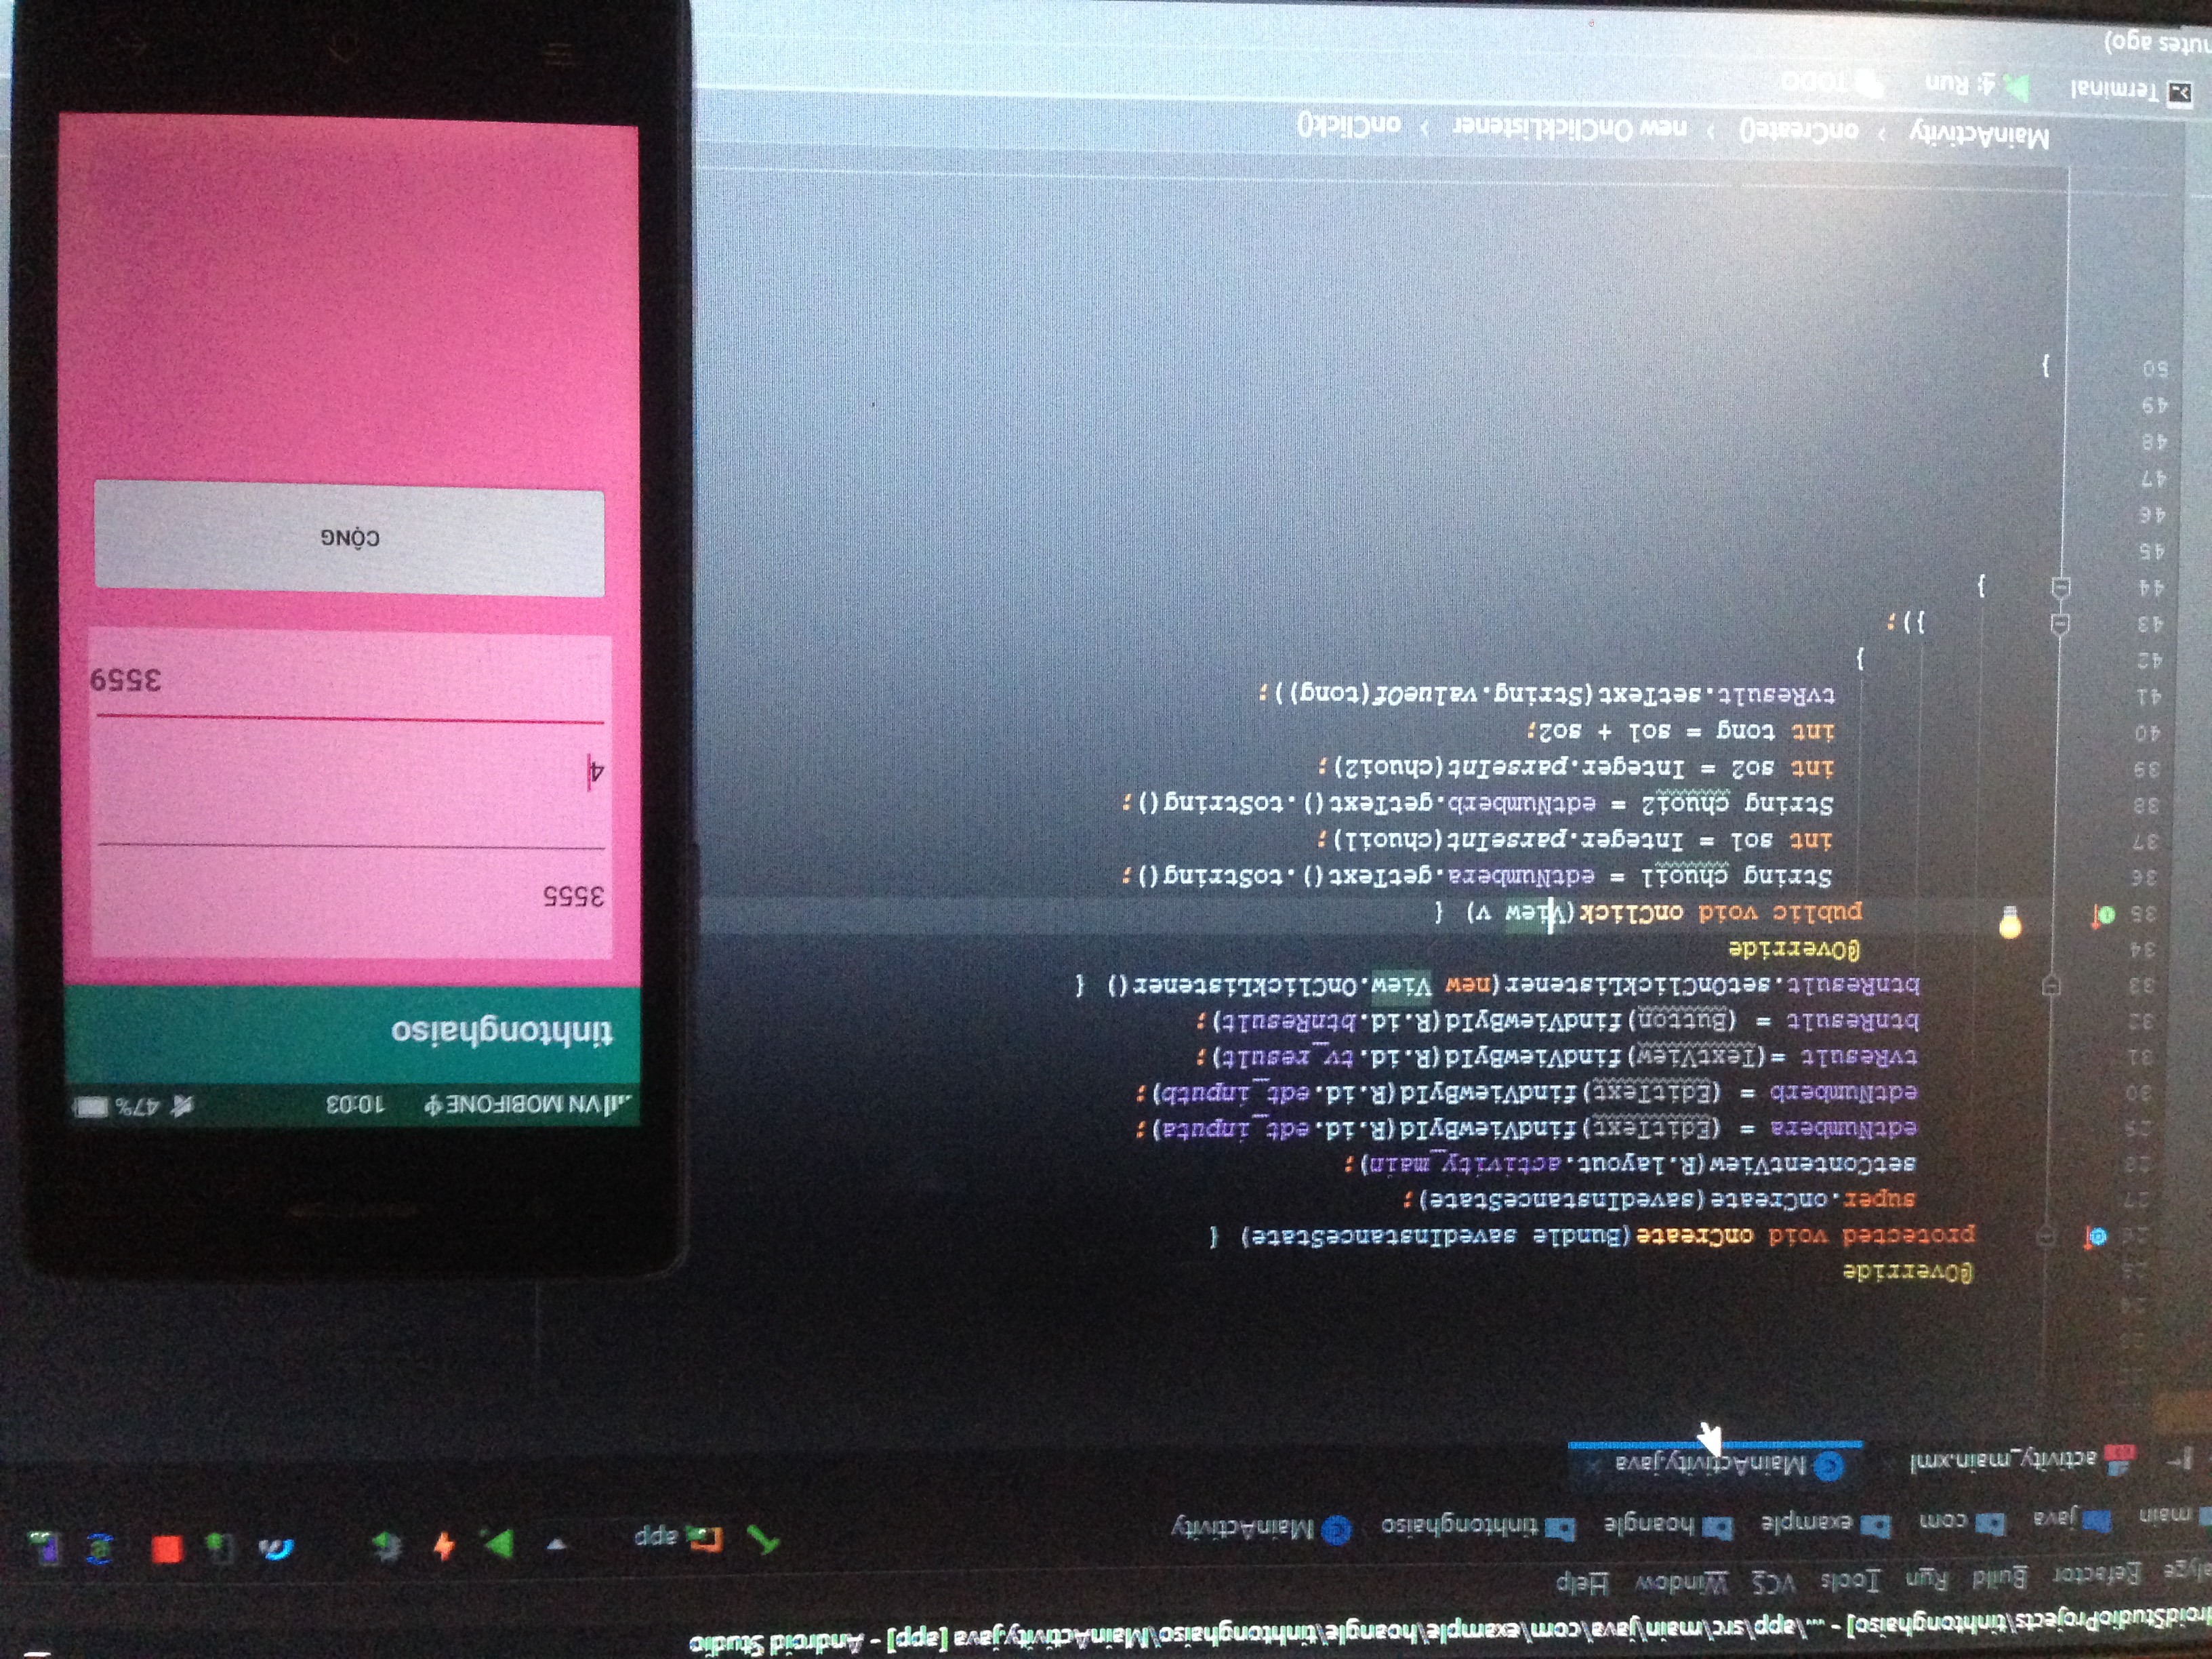 droidStudioProjects\tinhtonghaiso] - ...\app\src\main\java\com\example\hoangle\tinhtonghaiso\MainActivity.java [app] - Android Studio
alyze Refactor Build Run Tools VCS Window Help
main java com example hoangle tinhtonghaiso MainActivity app
activity_main.xml MainActivity.java
23
24
25 @Override
26 protected void onCreate(Bundle savedInstanceState) {
27 super.onCreate(savedInstanceState);
28 setContentView(R.layout.activity_main);
29 edtNumbera = (EditText)findViewById(R.id.edt_inputa);
30 edtNumberb = (EditText)findViewById(R.id.edt_inputb);
31 tvResult =(TextView)findViewById(R.id.tv_result);
32 btnResult = (Button)findViewById(R.id.btnResult);
33 btnResult.setOnClickListener(new View.OnClickListener() {
34 @Override
35 public void onClick(View v) {
36 String chuoi1 = edtNumbera.getText().toString();
37 int so1 = Integer.parseInt(chuoi1);
38 String chuoi2 = edtNumberb.getText().toString();
39 int so2 = Integer.parseInt(chuoi2);
40 int tong = so1 + so2;
41 tvResult.setText(String.valueOf(tong));
42 }
43 });
44 }
45
46
47
48
49
50 }
MainActivity › onCreate() › new OnClickListener › onClick()
Terminal 4: Run TODO
nutes ago)
VN MOBIFONE 10:03 47%
tinhtonghaiso
3555
4
3559
CỘNG